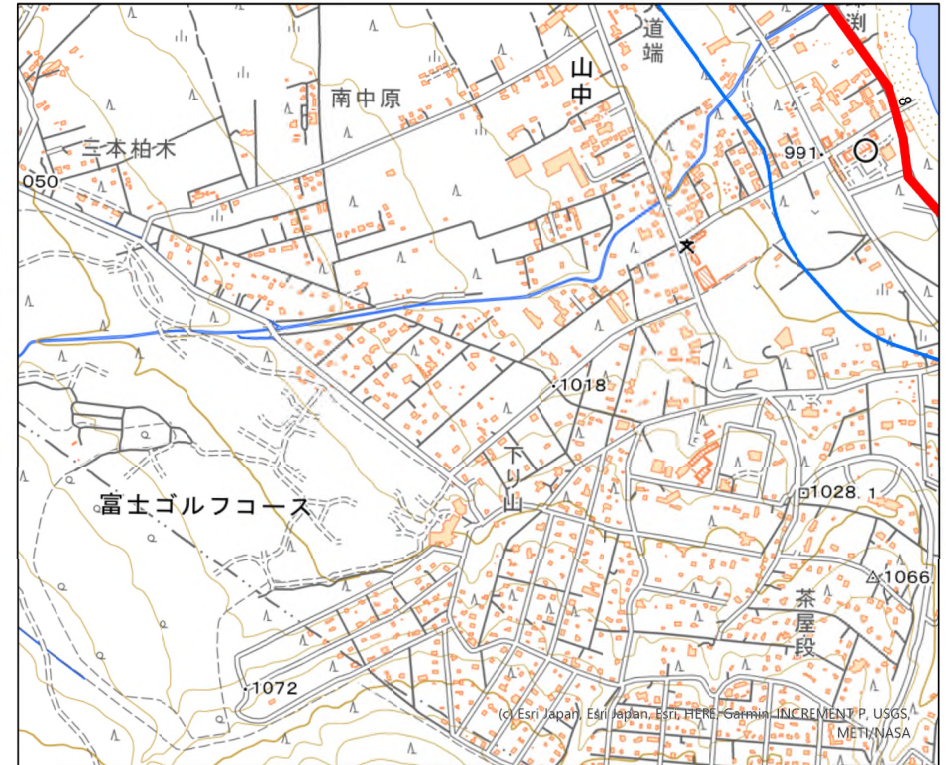 道端
渕
山中
8
南中原
991
三本柏木
050
1018
下り山
1028.1
富士ゴルフコース
1066
茶屋段
1072
(c) Esri Japan, Esri Japan, Esri, HERE, Garmin, INCREMENT P, USGS,
METI/NASA